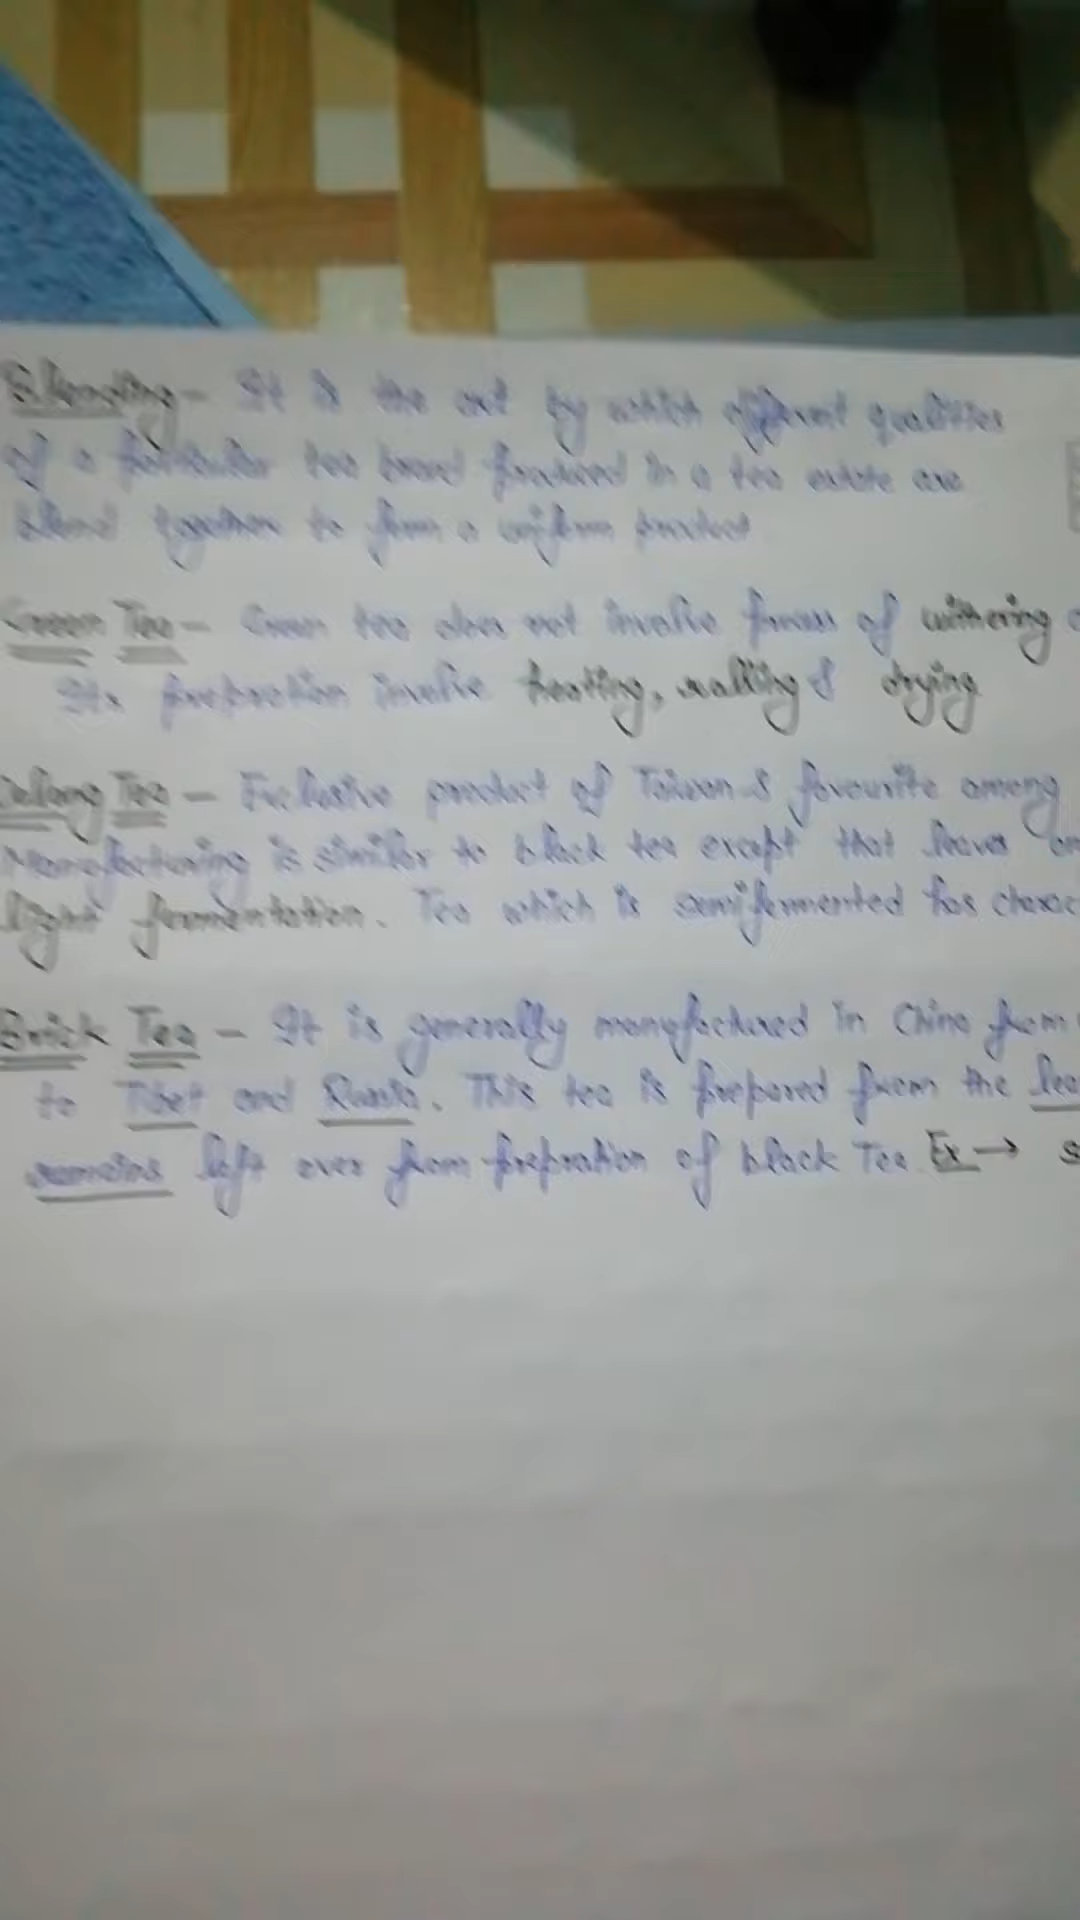 Blending - It is the art by which different qualities
of a particular tea brand produced in a tea estate are
blend together to form a uniform product
Green Tea - Green tea does not involve process of withering
Its prepration involve heating, rolling & drying
Oolong Tea - Exclusive product of Taiwan & favourite among
Manufacturing is similar to black tea except that leaves
light fermentation. Tea which is semifermented has charac
Brick Tea - It is generally manufactured in China from
to Tibet and Russia. This tea is prepared from the lea
remains left over from prepration of black Tea Ex → S